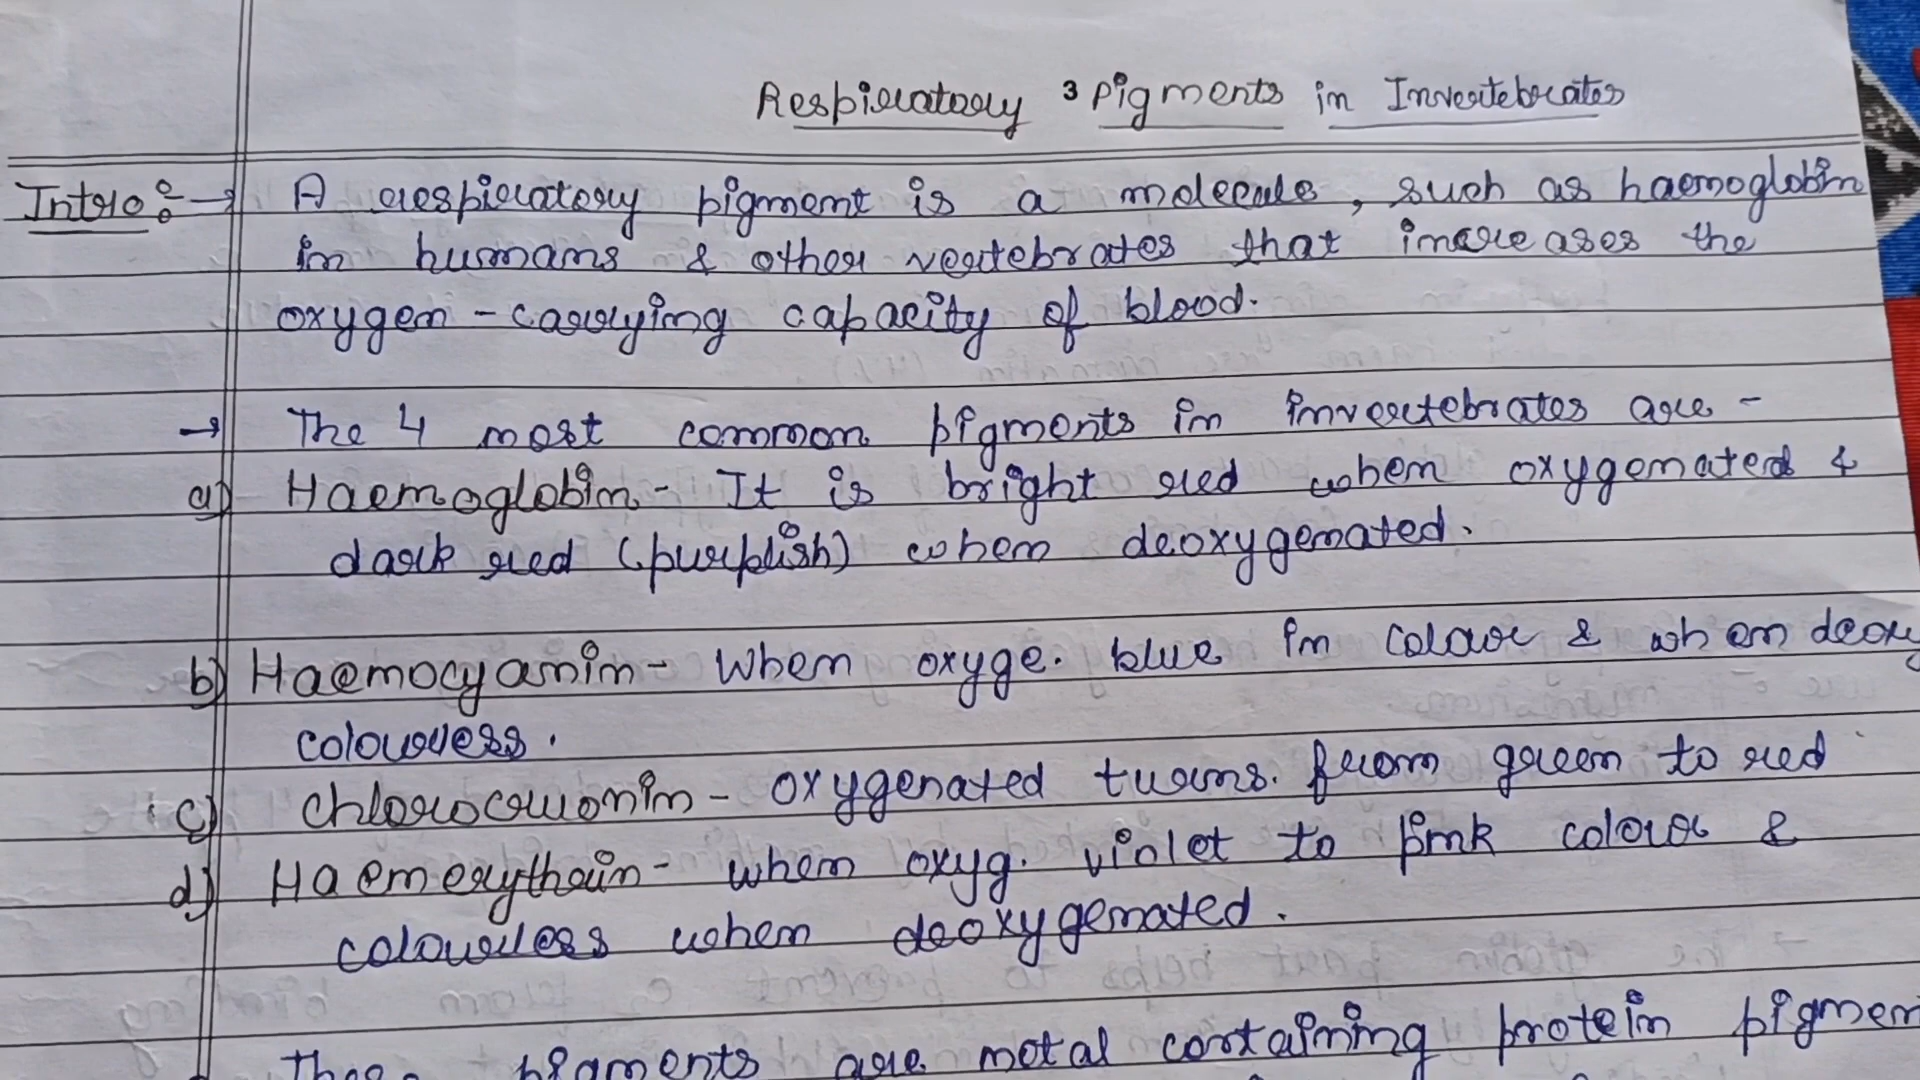 Respiratory 3 Pigments in Invertebrates
Intro :→ A respiratory pigment is a molecule, such as haemoglobin
in humans & other vertebrates that increases the
oxygen - carrying capacity of blood.
→ The 4 most common pigments in invertebrates are -
a) Haemoglobin - It is bright red when oxygenated &
dark red (purplish) when deoxygenated.
b) Haemocyanin - When oxyge. blue in colour & when deoxy
colourless.
c) chlorocruonin - oxygenated turns. from green to red
d) Haemerythrin - when oxyg. violet to pink colour &
colourless when deoxygenated.
pigments are metal containing protein pigmen